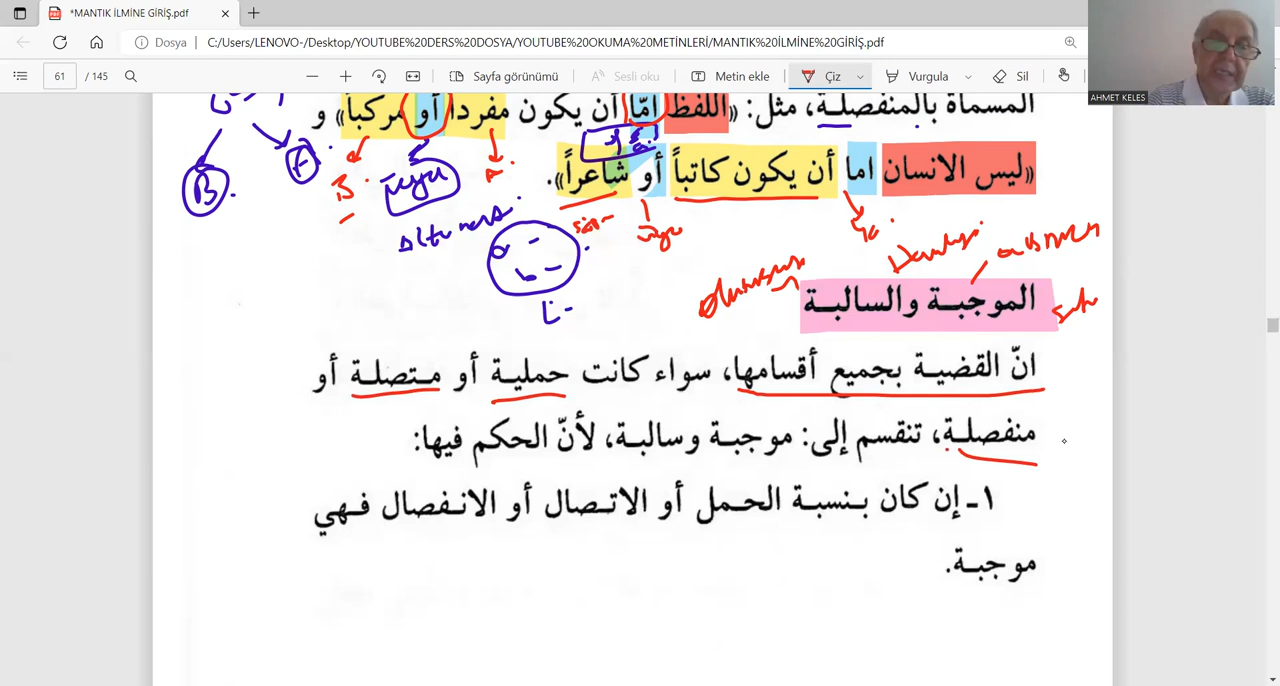 *MANTIK İLMİNE GİRİŞ.pdf
Dosya
C:/Users/LENOVO-/Desktop/YOUTUBE%20DERS%20DOSYA/YOUTUBE%20OKUMA%20METİNLERİ/MANTIK%20İLMİNE%20GİRİŞ.pdf
61 / 145
Sayfa görünümü
Sesli oku
Metin ekle
Çiz
Vurgula
Sil
AHMET KELES
المسماة بالمنفصلة، مثل: «اللفظ امّا أن يكون مفردا أو مركباً» و
«ليس الانسان اما أن يكون كاتباً أو شاعراً».
B
veya
الموجبة والسالبة
انّ القضية بجميع أقسامها، سواء كانت حملية أو متصلة أو
منفصلة، تنقسم إلى: موجبة وسالبة، لأنّ الحكم فيها:
١ـ إن كان بنسبة الحمل أو الاتصال أو الانفصال فهي
موجبة.